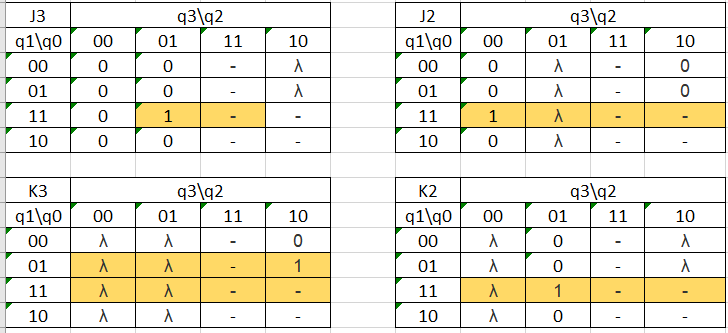 J3 q3\q2 J2 q3\q2
q1\q0 00 01 11 10 q1\q0 00 01 11 10
00 0 0 - λ 00 0 λ - 0
01 0 0 - λ 01 0 λ - 0
11 0 1 - - 11 1 λ - -
10 0 0 - - 10 0 λ - -
K3 q3\q2 K2 q3\q2
q1\q0 00 01 11 10 q1\q0 00 01 11 10
00 λ λ - 0 00 λ 0 - λ
01 λ λ - 1 01 λ 0 - λ
11 λ λ - - 11 λ 1 - -
10 λ λ - - 10 λ 0 - -